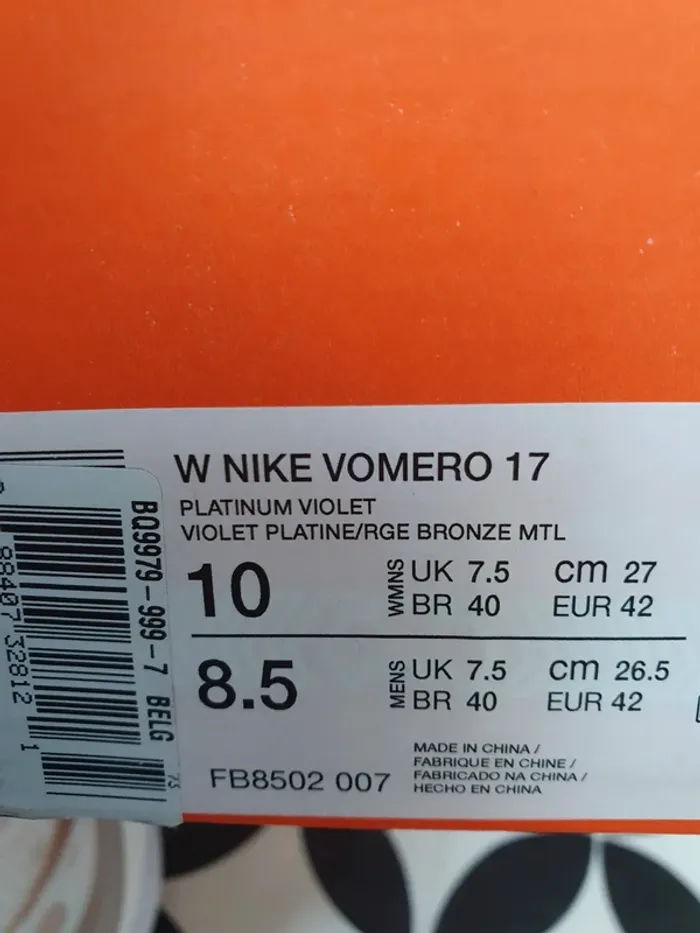 W NIKE VOMERO 17
PLATINUM VIOLET
VIOLET PLATINE/RGE BRONZE MTL
10
WMNS
UK 7.5 cm 27
BR 40 EUR 42
8.5
MENS
UK 7.5 cm 26.5
BR 40 EUR 42
FB8502 007
MADE IN CHINA /
FABRIQUE EN CHINE /
FABRICADO NA CHINA /
HECHO EN CHINA
BQ9979-999-7 BELG
73
88407 32812 1